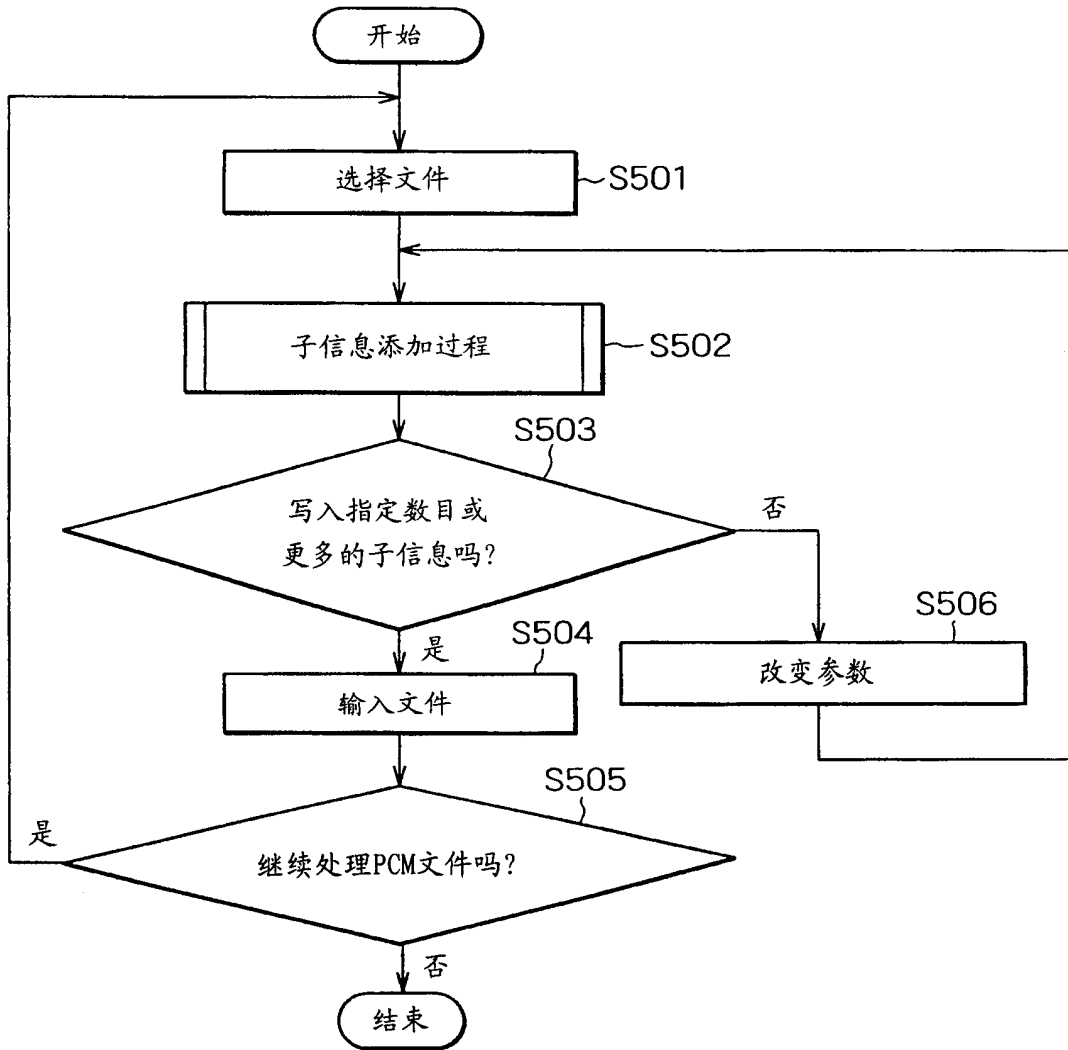 开始
选择文件
S501
子信息添加过程
S502
S503
写入指定数目或
更多的子信息吗?
否
是
S504
输入文件
S506
改变参数
S505
是
继续处理PCM文件吗?
否
结束